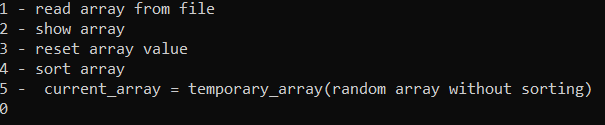 1 - read array from file
2 - show array
3 - reset array value
4 - sort array
5 -  current_array = temporary_array(random array without sorting)
0